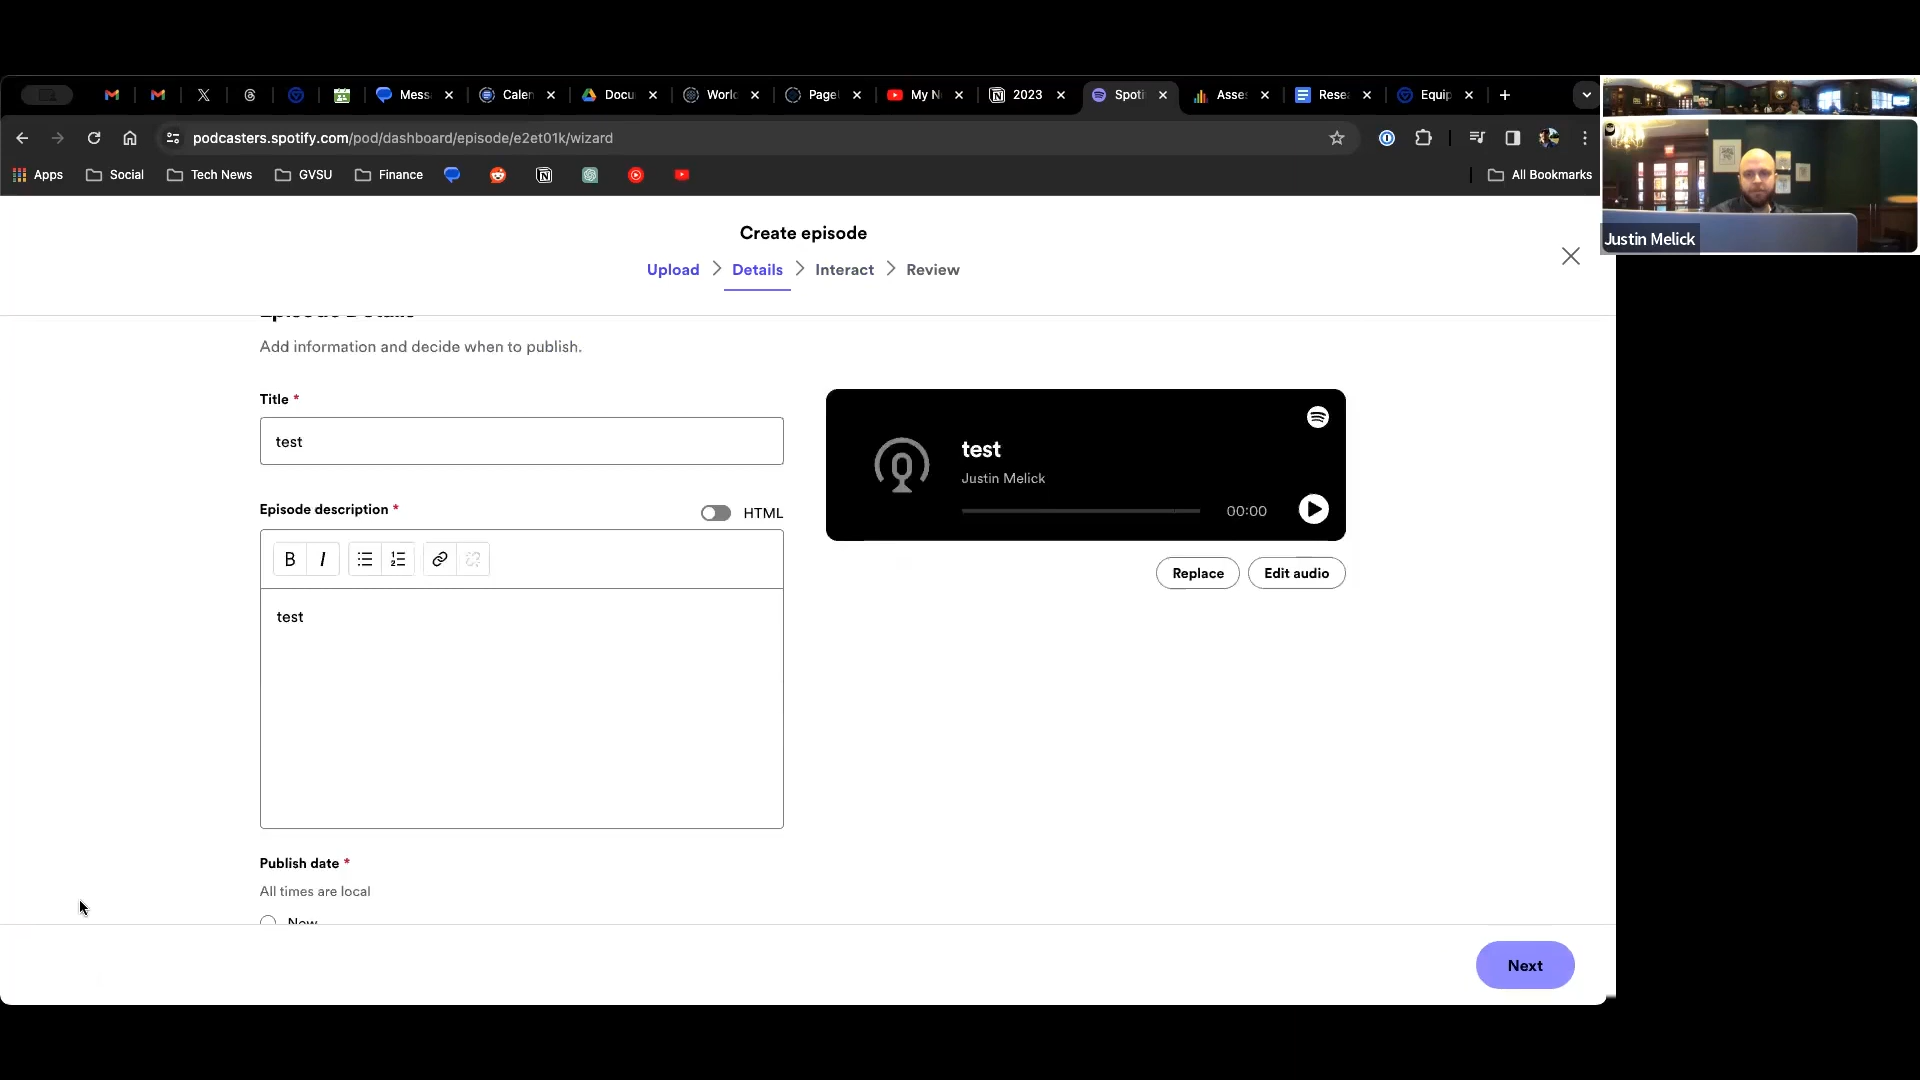 Mess
Calen
Docu
Worl
Page
My N
2023
Spoti
Asse
Rese
Equip
podcasters.spotify.com/pod/dashboard/episode/e2et01k/wizard
Apps
Social
Tech News
GVSU
Finance
All Bookmarks
Justin Melick
Create episode
Upload
Details
Interact
Review
Episode Details
Add information and decide when to publish.
Title *
test
Episode description *
HTML
B I
test
test
Justin Melick
00:00
Replace
Edit audio
Publish date *
All times are local
Now
Next